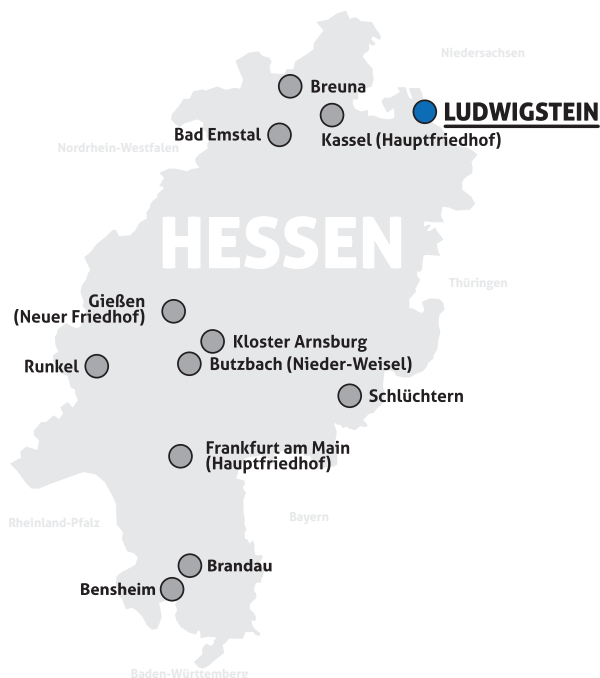 Niedersachsen
Breuna
LUDWIGSTEIN
Bad Emstal
Kassel (Hauptfriedhof)
Nordrhein-Westfalen
HESSEN
Thüringen
Gießen
(Neuer Friedhof)
Kloster Arnsburg
Runkel
Butzbach (Nieder-Weisel)
Schlüchtern
Frankfurt am Main
(Hauptfriedhof)
Rheinland-Pfalz
Bayern
Brandau
Bensheim
Baden-Württemberg